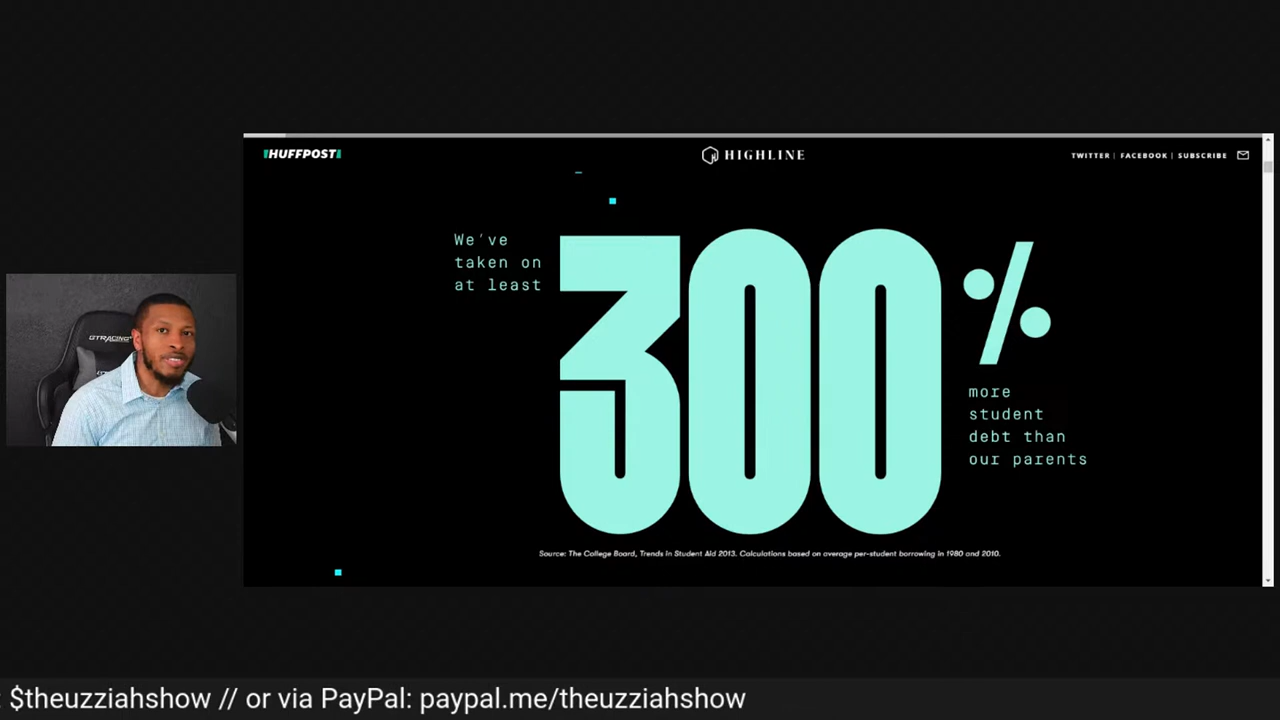 HUFFPOST
HIGHLINE
TWITTER | FACEBOOK | SUBSCRIBE
We've
taken on
at least
300%
more
student
debt than
our parents
Source: The College Board, Trends in Student Aid 2013. Calculations based on average per-student borrowing in 1980 and 2010.
GTRACING
: $theuzziahshow // or via PayPal: paypal.me/theuzziahshow